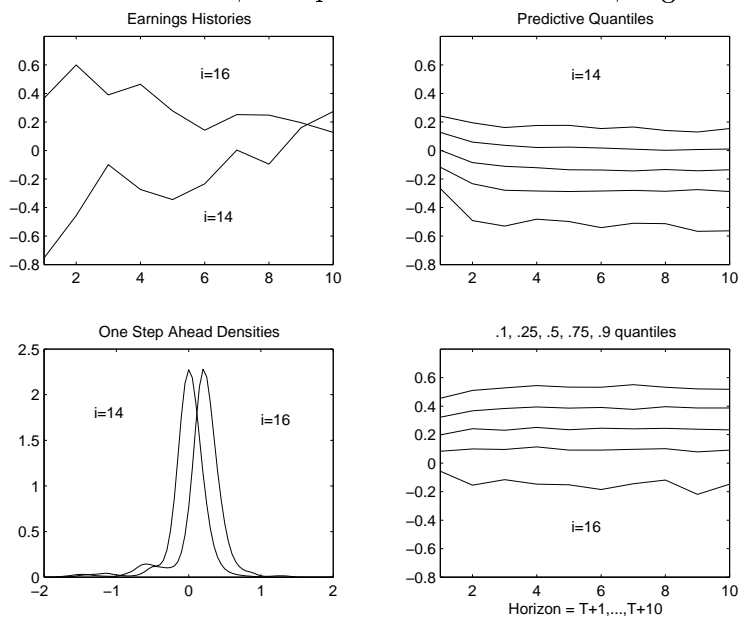 Earnings Histories
0.6
0.4
0.2
0
−0.2
−0.4
−0.6
−0.8
i=16
i=14
2 4 6 8 10
Predictive Quantiles
0.6
0.4
0.2
0
−0.2
−0.4
−0.6
−0.8
i=14
2 4 6 8 10
One Step Ahead Densities
2.5
2
1.5
1
0.5
0
i=14
i=16
−2 −1 0 1 2
.1, .25, .5, .75, .9 quantiles
0.6
0.4
0.2
0
−0.2
−0.4
−0.6
−0.8
i=16
2 4 6 8 10
Horizon = T+1,...,T+10